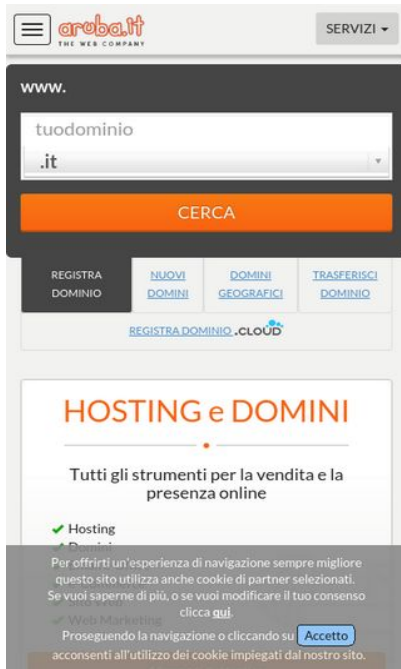 aruba.it
THE WEB COMPANY
SERVIZI
www.
tuodominio
.it
CERCA
REGISTRA DOMINIO
NUOVI DOMINI
DOMINI GEOGRAFICI
TRASFERISCI DOMINIO
REGISTRA DOMINIO .CLOUD
HOSTING e DOMINI
Tutti gli strumenti per la vendita e la
presenza online
Hosting
Domini
Per offrirti un'esperienza di navigazione sempre migliore
questo sito utilizza anche cookie di partner selezionati.
Se vuoi saperne di più, o se vuoi modificare il tuo consenso
clicca qui.
Web Marketing
Proseguendo la navigazione o cliccando su Accetto
acconsenti all'utilizzo dei cookie impiegati dal nostro sito.